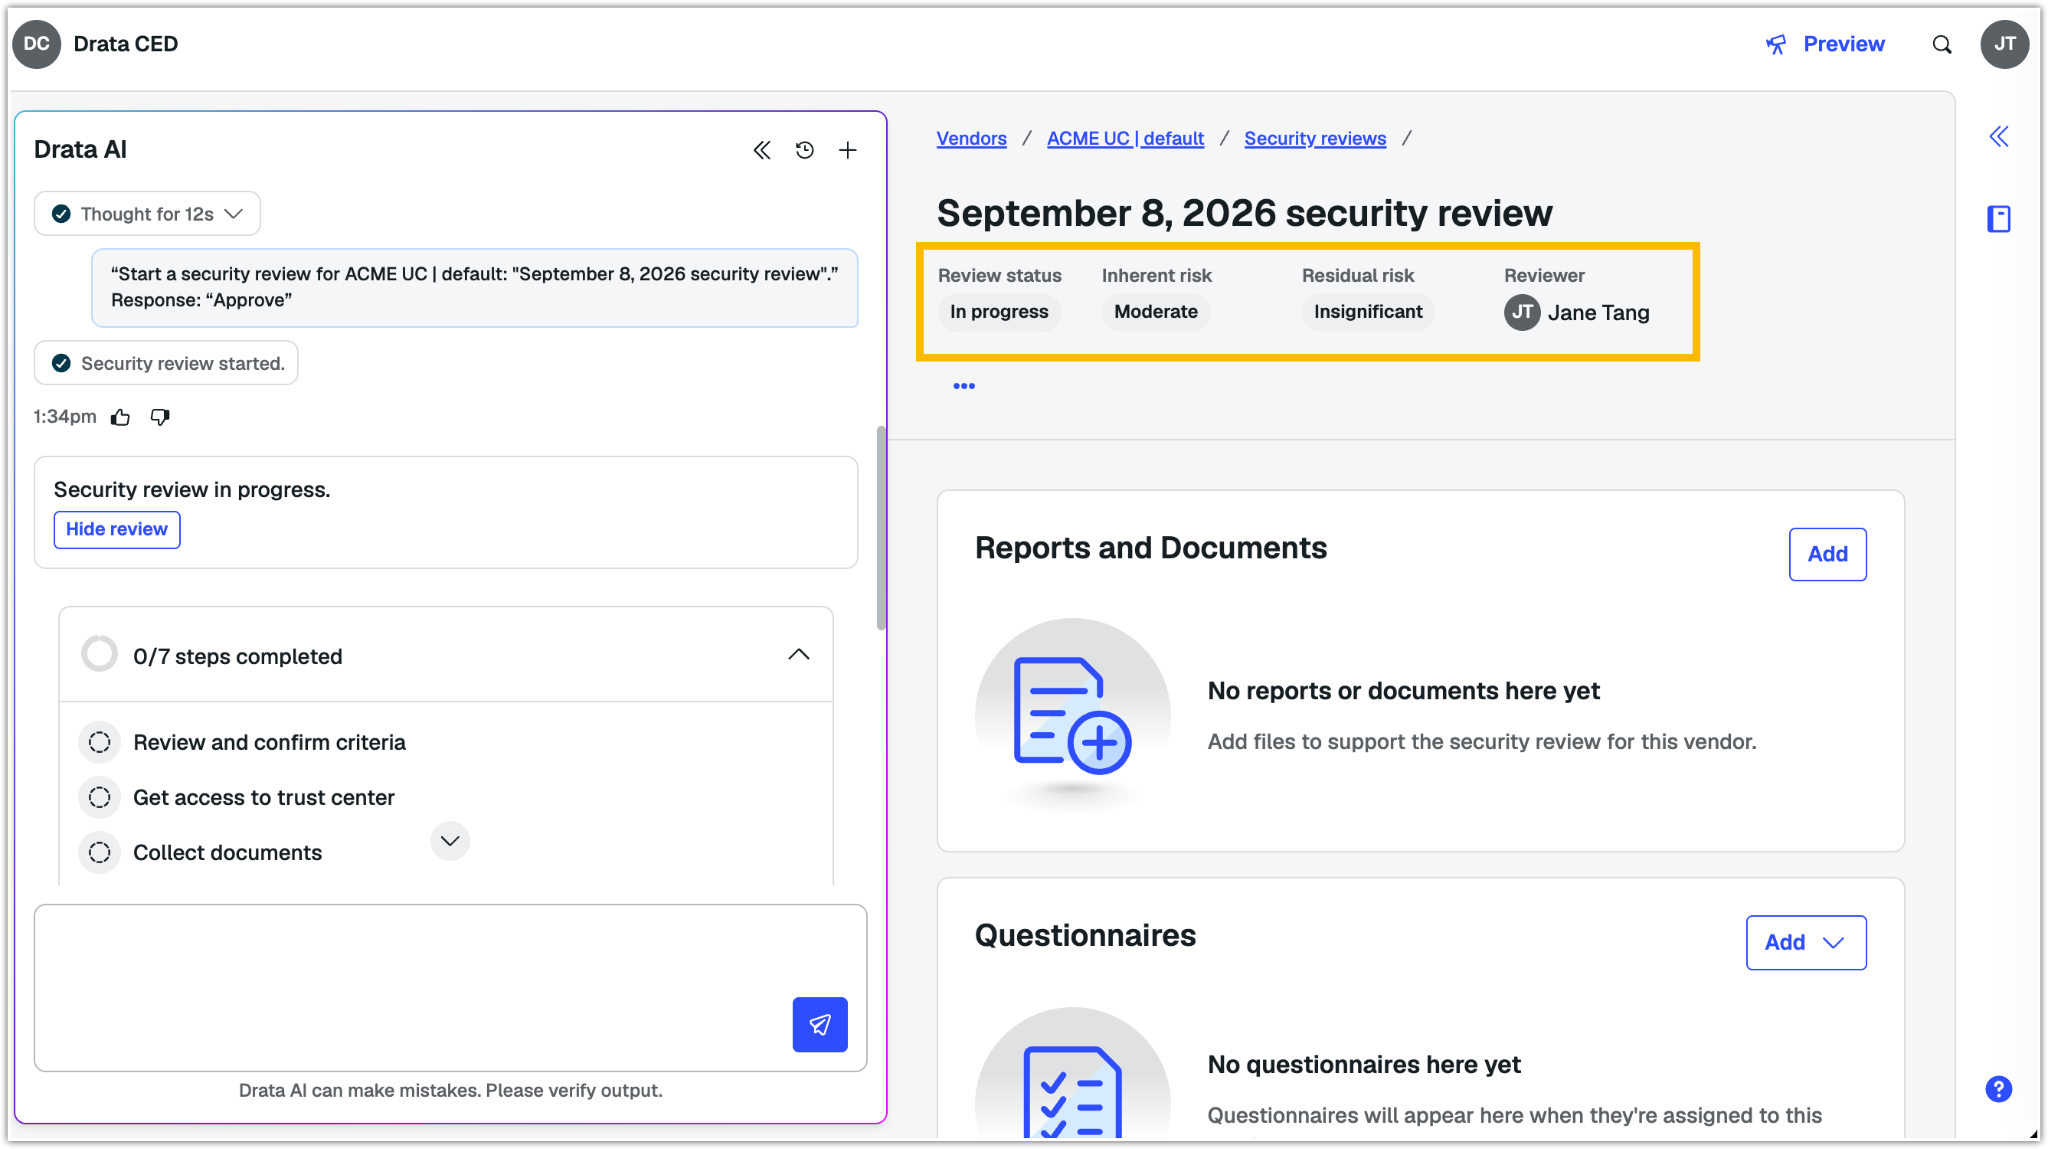 DC Drata CED
Preview
JT
Drata AI
Thought for 12s
“Start a security review for ACME UC | default: "September 8, 2026 security review".”
Response: “Approve”
Security review started.
1:34pm
Security review in progress.
Hide review
0/7 steps completed
Review and confirm criteria
Get access to trust center
Collect documents
Drata AI can make mistakes. Please verify output.
Vendors / ACME UC | default / Security reviews /
September 8, 2026 security review
Review status Inherent risk Residual risk Reviewer
In progress Moderate Insignificant JT Jane Tang
Reports and Documents
Add
No reports or documents here yet
Add files to support the security review for this vendor.
Questionnaires
Add
No questionnaires here yet
Questionnaires will appear here when they're assigned to this